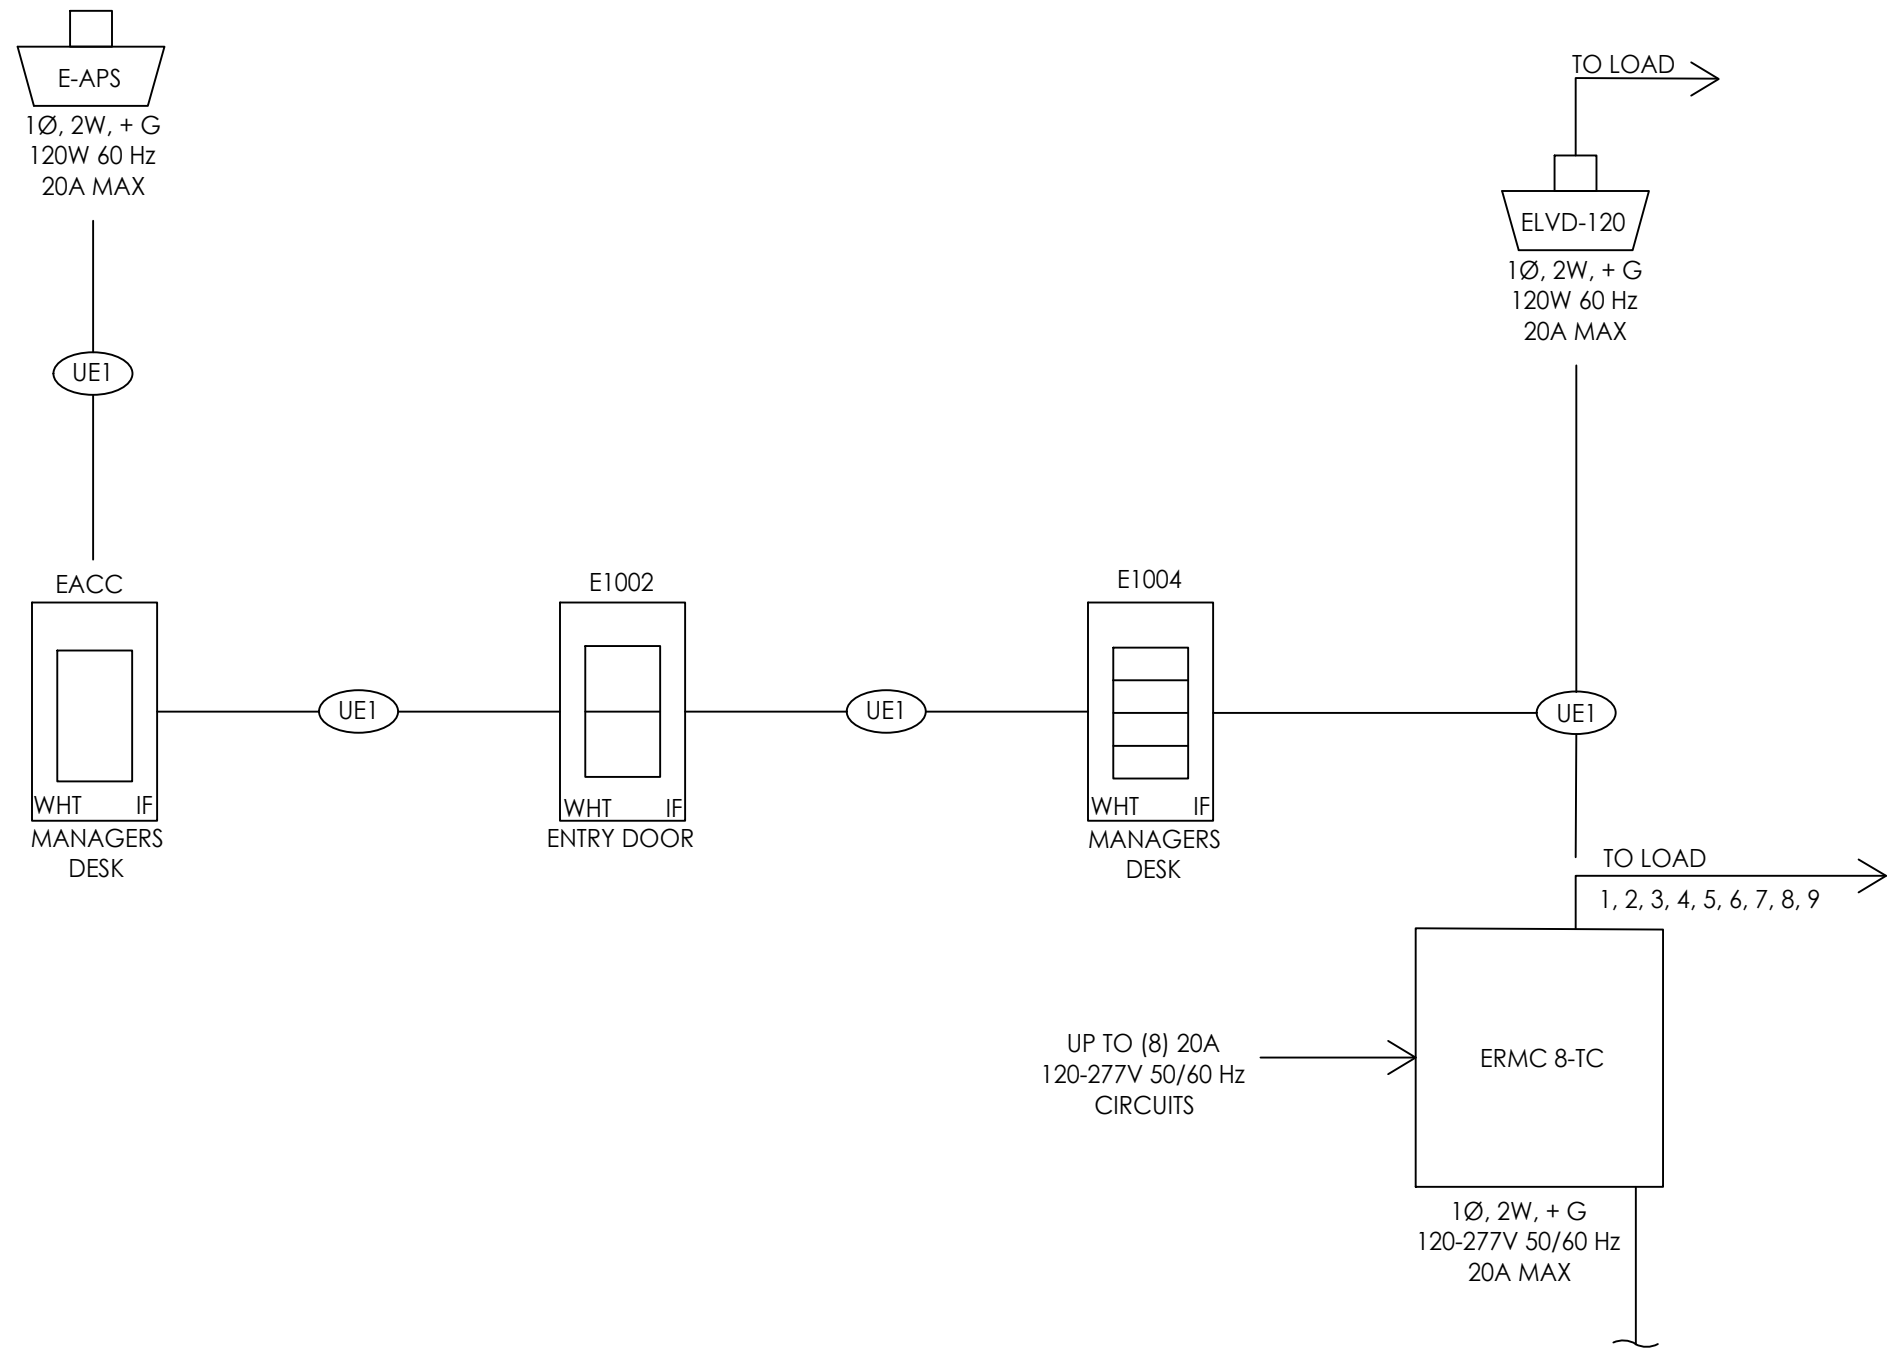 E-APS
1Ø, 2W, + G
120W 60 Hz
20A MAX
UE1
TO LOAD
ELVD-120
1Ø, 2W, + G
120W 60 Hz
20A MAX
EACC
WHT IF
MANAGERS
DESK
UE1
E1002
WHT IF
ENTRY DOOR
UE1
E1004
WHT IF
MANAGERS
DESK
UE1
TO LOAD
1, 2, 3, 4, 5, 6, 7, 8, 9
UP TO (8) 20A
120-277V 50/60 Hz
CIRCUITS
ERMC 8-TC
1Ø, 2W, + G
120-277V 50/60 Hz
20A MAX